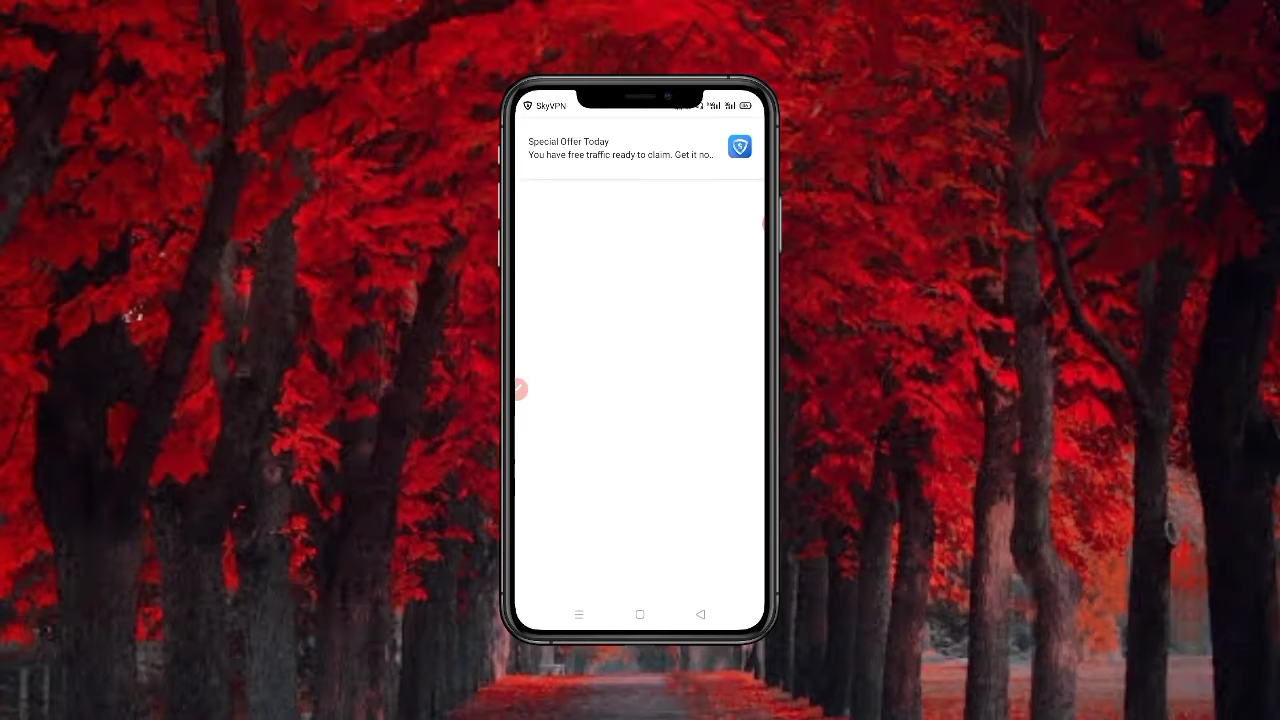 SkyVPN
Special Offer Today
You have free traffic ready to claim. Get it no..